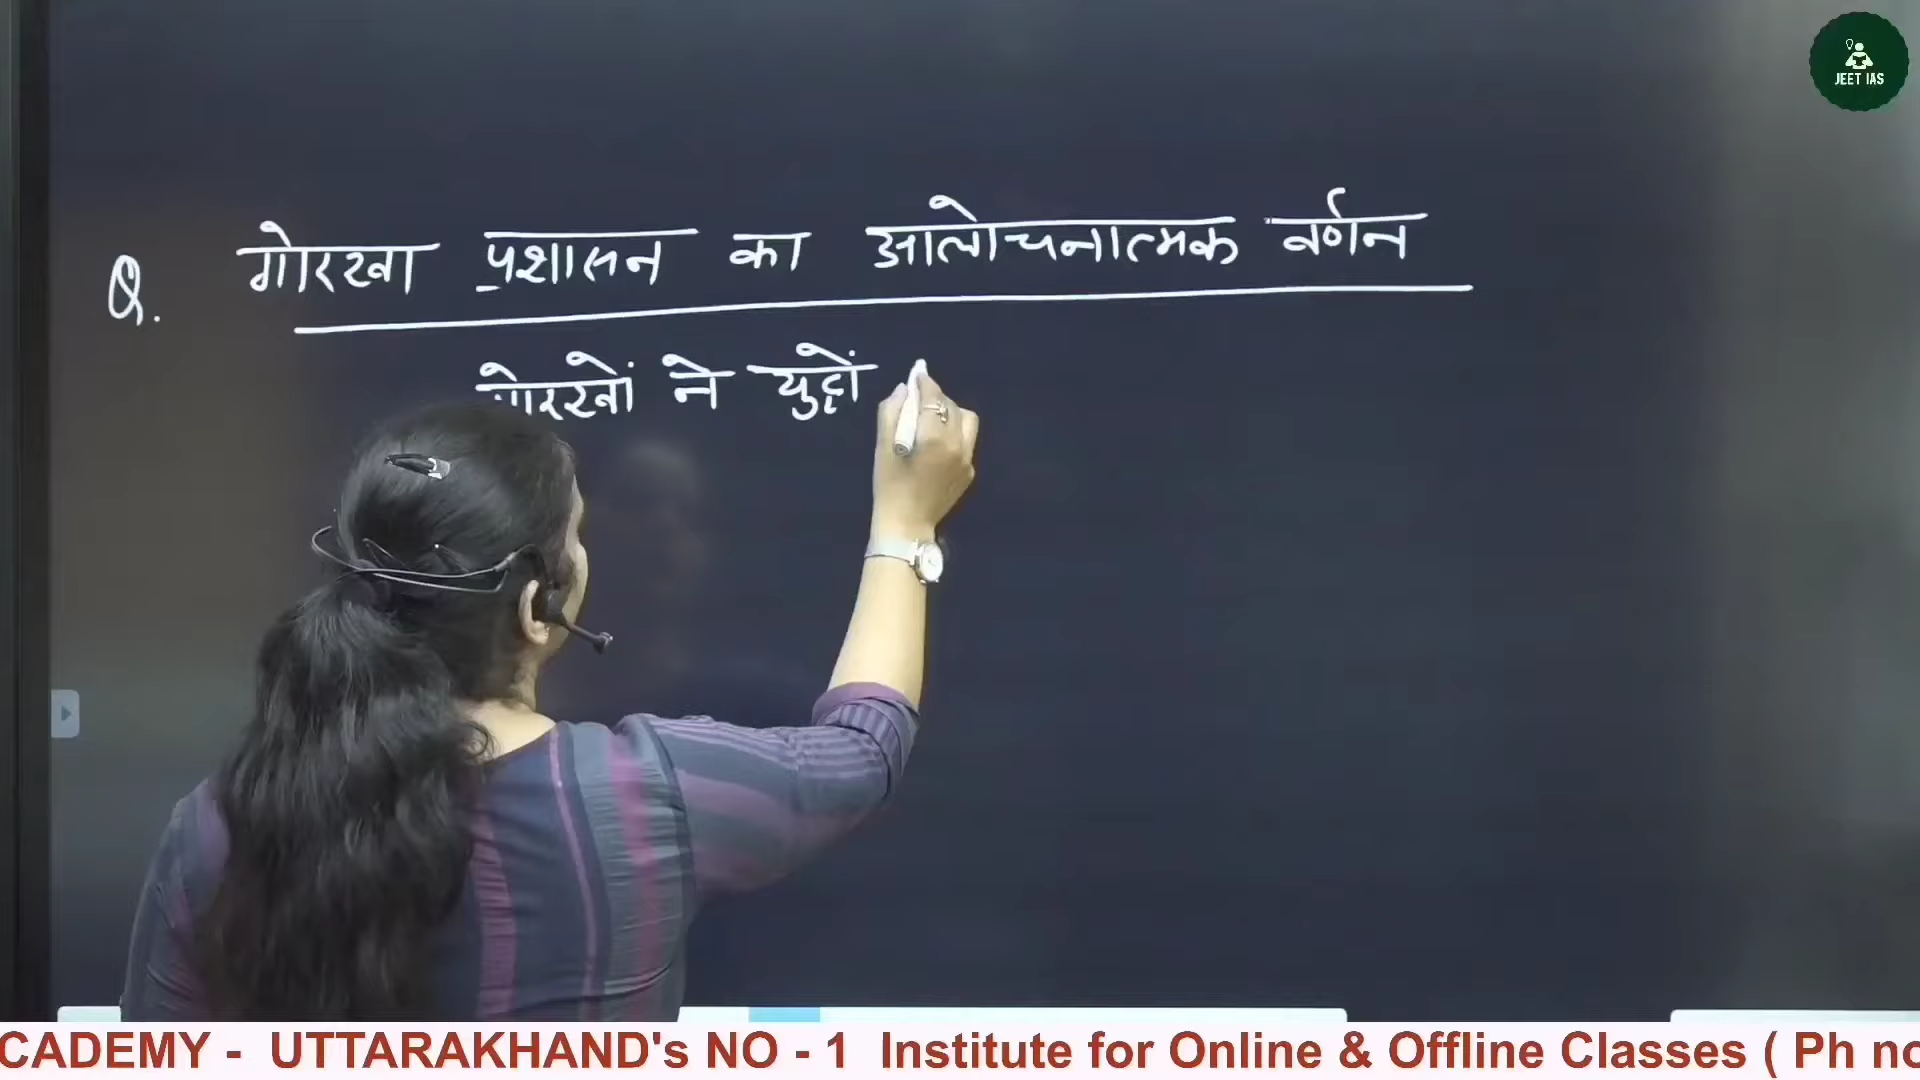 JEET IAS
Q. गोरखा प्रशासन का आलोचनात्मक वर्णन
गोरखों ने युद्दों
CADEMY - UTTARAKHAND's NO - 1 Institute for Online & Offline Classes ( Ph no